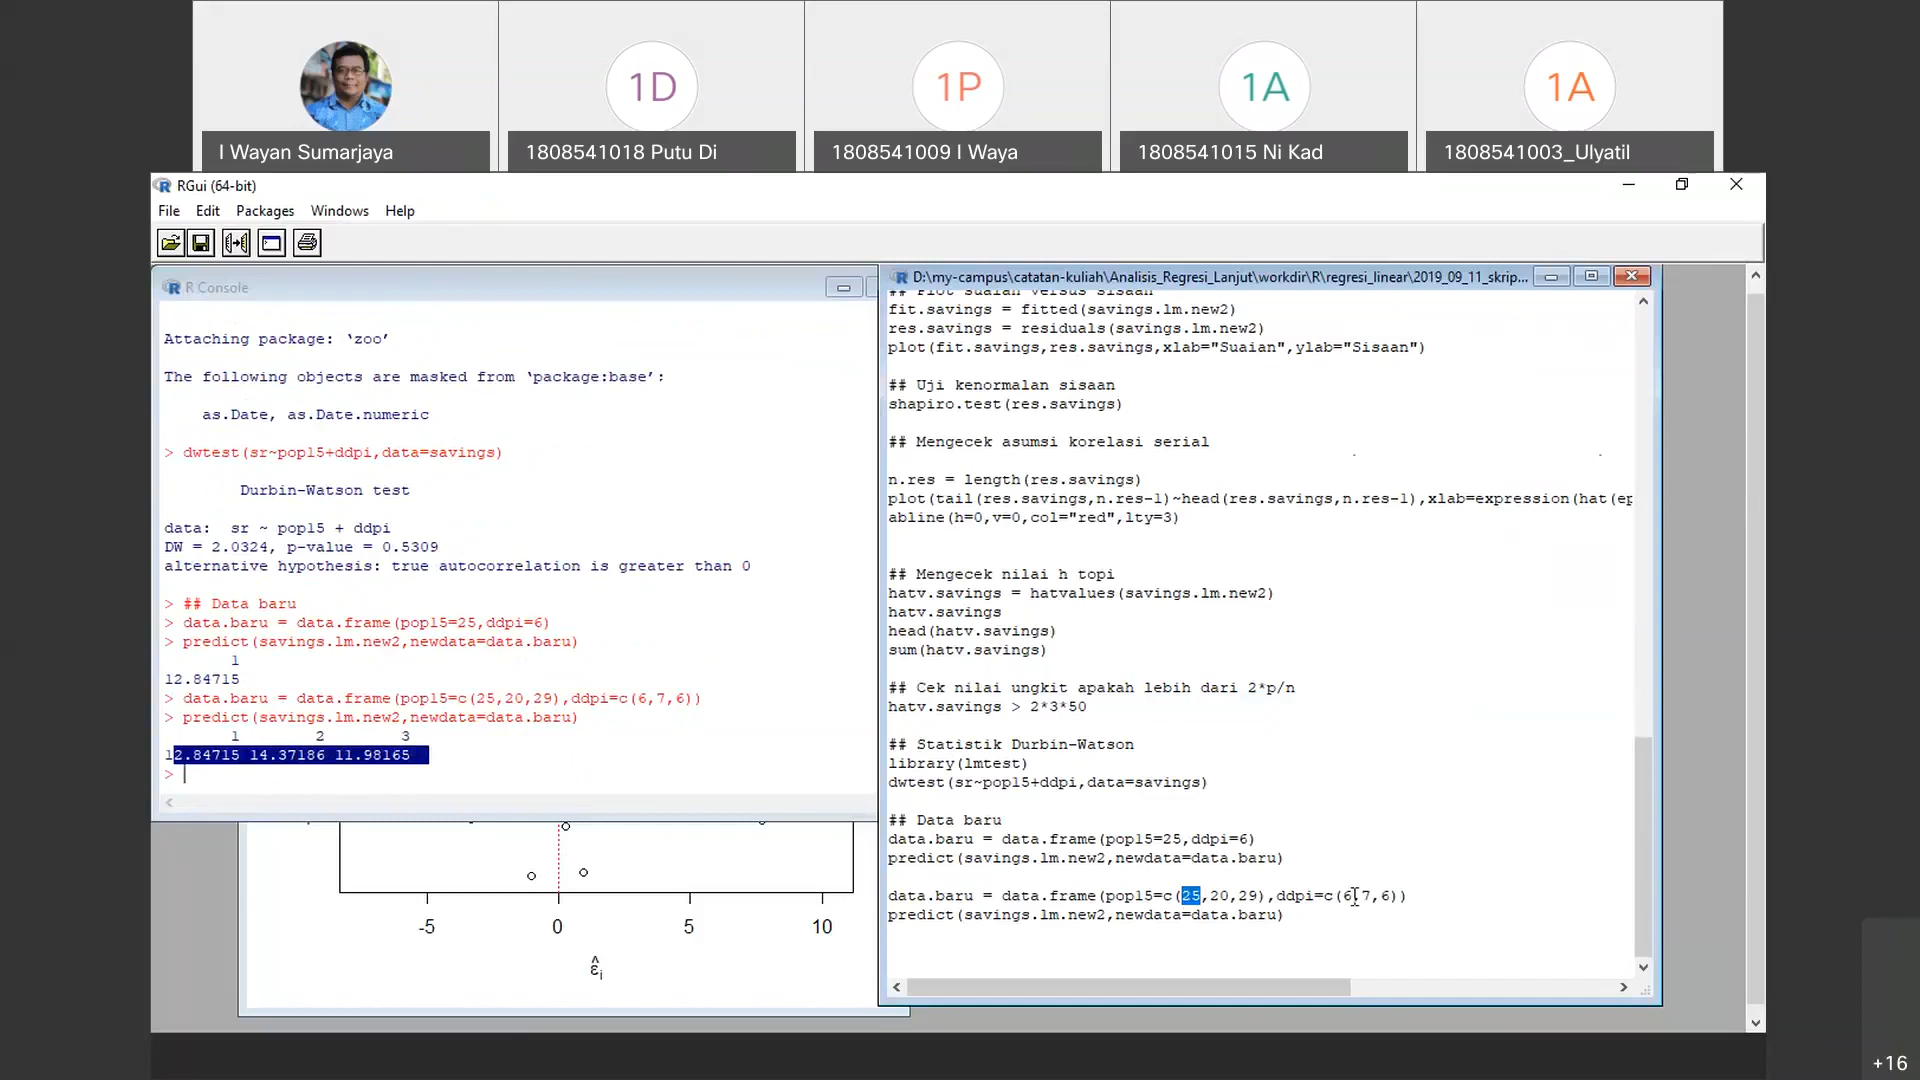 1D
1P
1A
1A
I Wayan Sumarjaya
1808541018 Putu Di
1808541009 I Waya
1808541015 Ni Kad
1808541003_Ulyatil
RGui (64-bit)
File Edit Packages Windows Help
R Console
Attaching package: ‘zoo’
The following objects are masked from ‘package:base’:
as.Date, as.Date.numeric
> dwtest(sr~pop15+ddpi,data=savings)
Durbin-Watson test
data:  sr ~ pop15 + ddpi
DW = 2.0324, p-value = 0.5309
alternative hypothesis: true autocorrelation is greater than 0
> ## Data baru
> data.baru = data.frame(pop15=25,ddpi=6)
> predict(savings.lm.new2,newdata=data.baru)
1
12.84715
> data.baru = data.frame(pop15=c(25,20,29),ddpi=c(6,7,6))
> predict(savings.lm.new2,newdata=data.baru)
1 2 3
12.84715 14.37186 11.98165
>
-5 0 5 10
ε̂i
D:\my-campus\catatan-kuliah\Analisis_Regresi_Lanjut\workdir\R\regresi_linear\2019_09_11_skrip...
## Plot suaian versus sisaan
fit.savings = fitted(savings.lm.new2)
res.savings = residuals(savings.lm.new2)
plot(fit.savings,res.savings,xlab="Suaian",ylab="Sisaan")
## Uji kenormalan sisaan
shapiro.test(res.savings)
## Mengecek asumsi korelasi serial
n.res = length(res.savings)
plot(tail(res.savings,n.res-1)~head(res.savings,n.res-1),xlab=expression(hat(ep
abline(h=0,v=0,col="red",lty=3)
## Mengecek nilai h topi
hatv.savings = hatvalues(savings.lm.new2)
hatv.savings
head(hatv.savings)
sum(hatv.savings)
## Cek nilai ungkit apakah lebih dari 2*p/n
hatv.savings > 2*3*50
## Statistik Durbin-Watson
library(lmtest)
dwtest(sr~pop15+ddpi,data=savings)
## Data baru
data.baru = data.frame(pop15=25,ddpi=6)
predict(savings.lm.new2,newdata=data.baru)
data.baru = data.frame(pop15=c(25,20,29),ddpi=c(6,7,6))
predict(savings.lm.new2,newdata=data.baru)
+16